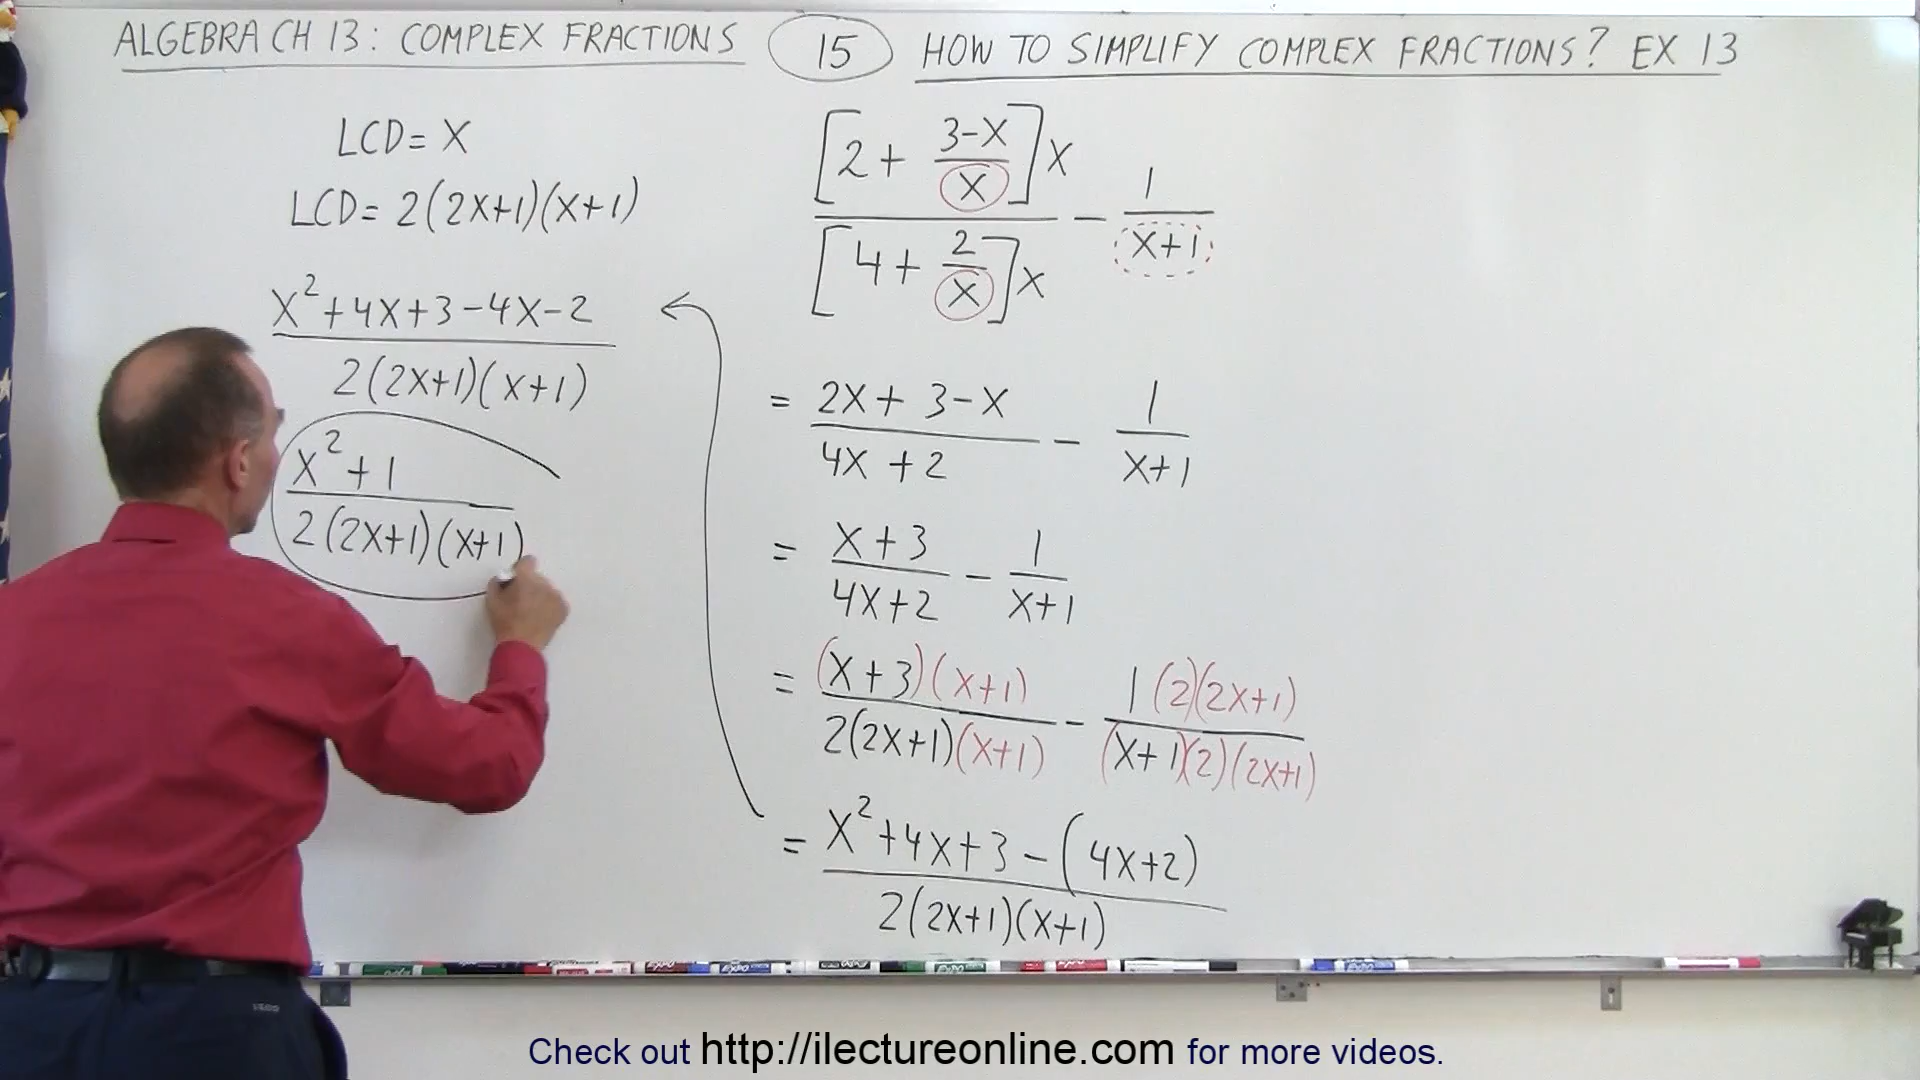 ALGEBRA CH 13: COMPLEX FRACTIONS 15 HOW TO SIMPLIFY COMPLEX FRACTIONS? EX 13
LCD = X
LCD = 2(2X+1)(X+1)
X²+4X+3-4X-2
2(2X+1)(X+1)
X²+1
2(2X+1)(X+1)
[2 + 3-X
X]X
[4 + 2
X]X
- 1
X+1
= 2X + 3-X
4X + 2
- 1
X+1
= X+3
4X+2
- 1
X+1
= (X+3)(X+1)
2(2X+1)(X+1)
- 1(2)(2X+1)
(X+1)(2)(2X+1)
= X²+4X+3-(4X+2)
2(2X+1)(X+1)
Check out http://ilectureonline.com for more videos.